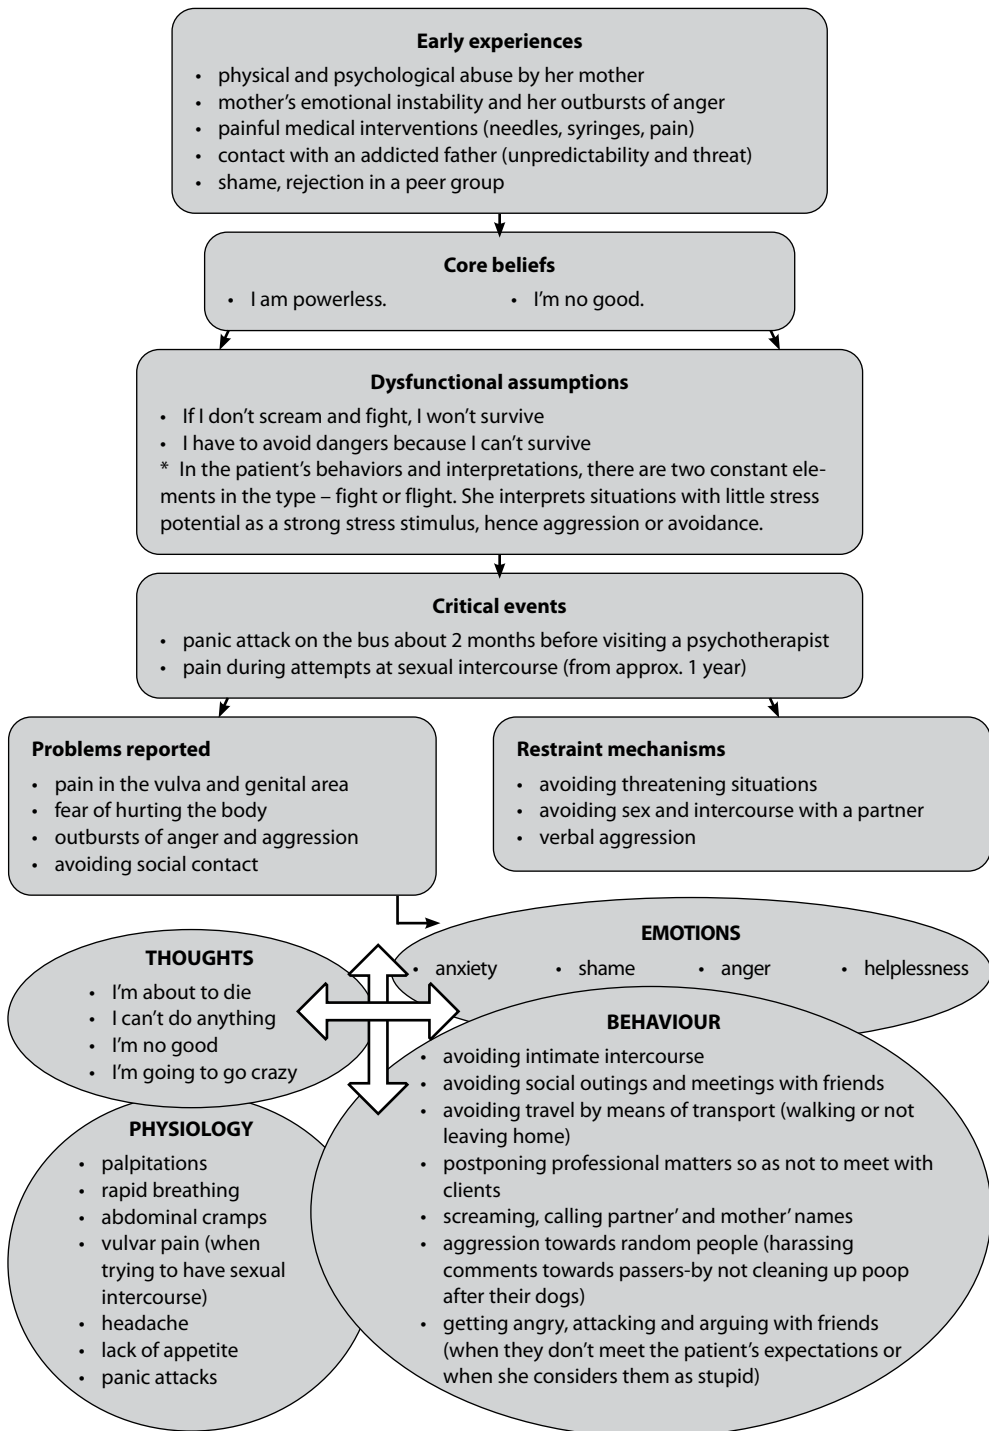 Early experiences
• physical and psychological abuse by her mother
• mother’s emotional instability and her outbursts of anger
• painful medical interventions (needles, syringes, pain)
• contact with an addicted father (unpredictability and threat)
• shame, rejection in a peer group
Core beliefs
• I am powerless. • I’m no good.
Dysfunctional assumptions
• If I don’t scream and fight, I won’t survive
• I have to avoid dangers because I can’t survive
* In the patient’s behaviors and interpretations, there are two constant ele-
ments in the type – fight or flight. She interprets situations with little stress
potential as a strong stress stimulus, hence aggression or avoidance.
Critical events
• panic attack on the bus about 2 months before visiting a psychotherapist
• pain during attempts at sexual intercourse (from approx. 1 year)
Problems reported
• pain in the vulva and genital area
• fear of hurting the body
• outbursts of anger and aggression
• avoiding social contact
Restraint mechanisms
• avoiding threatening situations
• avoiding sex and intercourse with a partner
• verbal aggression
EMOTIONS
• anxiety • shame • anger • helplessness
THOUGHTS
• I’m about to die
• I can’t do anything
• I’m no good
• I’m going to go crazy
BEHAVIOUR
• avoiding intimate intercourse
• avoiding social outings and meetings with friends
• avoiding travel by means of transport (walking or not
leaving home)
• postponing professional matters so as not to meet with
clients
• screaming, calling partner’ and mother’ names
• aggression towards random people (harassing
comments towards passers-by not cleaning up poop
after their dogs)
• getting angry, attacking and arguing with friends
(when they don’t meet the patient’s expectations or
when she considers them as stupid)
PHYSIOLOGY
• palpitations
• rapid breathing
• abdominal cramps
• vulvar pain (when
trying to have sexual
intercourse)
• headache
• lack of appetite
• panic attacks